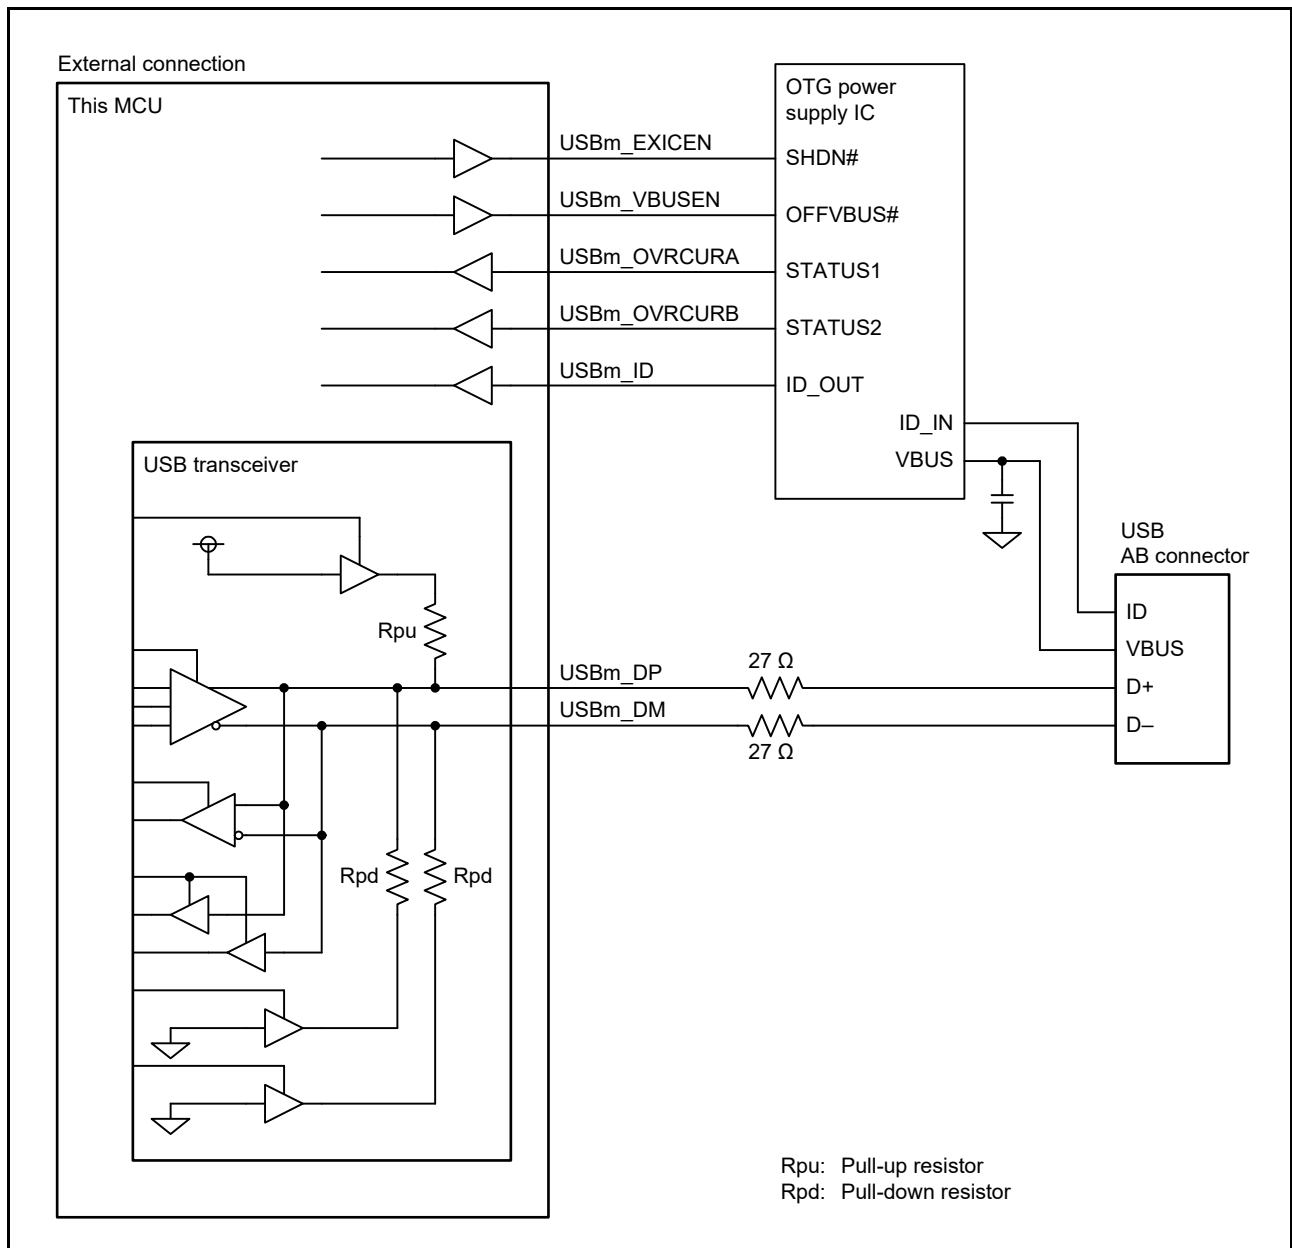 External connection
This MCU
OTG power
supply IC
USBm_EXICEN
SHDN#
USBm_VBUSEN
OFFVBUS#
USBm_OVRCURA
STATUS1
USBm_OVRCURB
STATUS2
USBm_ID
ID_OUT
ID_IN
VBUS
USB transceiver
USB
AB connector
ID
VBUS
D+
D–
Rpu
USBm_DP
27 Ω
USBm_DM
27 Ω
Rpd
Rpd
Rpu: Pull-up resistor
Rpd: Pull-down resistor